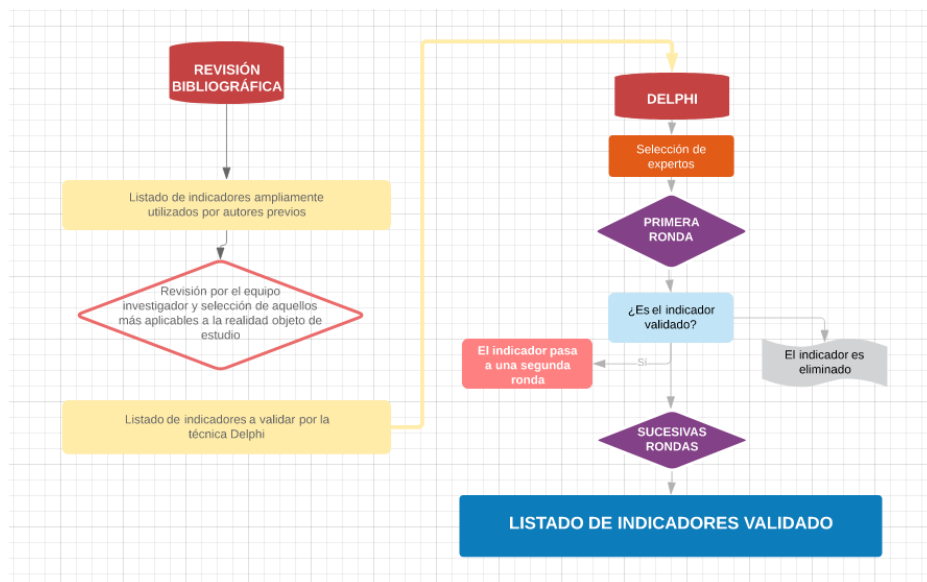 REVISIÓN
BIBLIOGRÁFICA
Listado de indicadores ampliamente
utilizados por autores previos
Revisión por el equipo
investigador y selección de aquellos
más aplicables a la realidad objeto de
estudio
Listado de indicadores a validar por la
técnica Delphi
DELPHI
Selección de
expertos
PRIMERA
RONDA
¿Es el indicador
validado?
SI
El indicador pasa
a una segunda
ronda
El indicador es
eliminado
SUCESIVAS
RONDAS
LISTADO DE INDICADORES VALIDADO